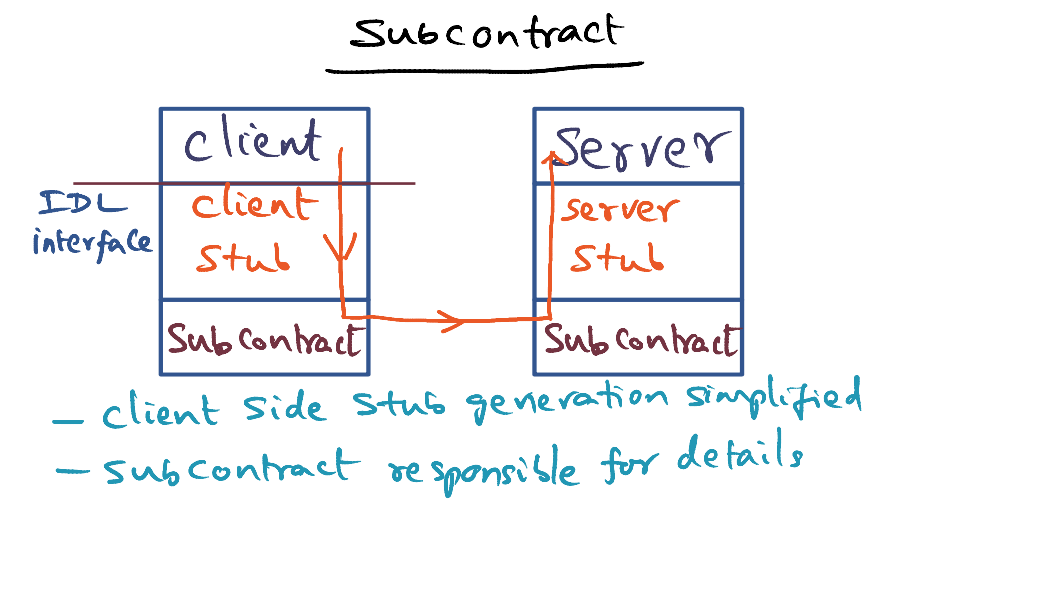 Subcontract
client
server
IDL
interface
client
stub
server
stub
Subcontract
Subcontract
- client side stub generation simplified
- subcontract responsible for details